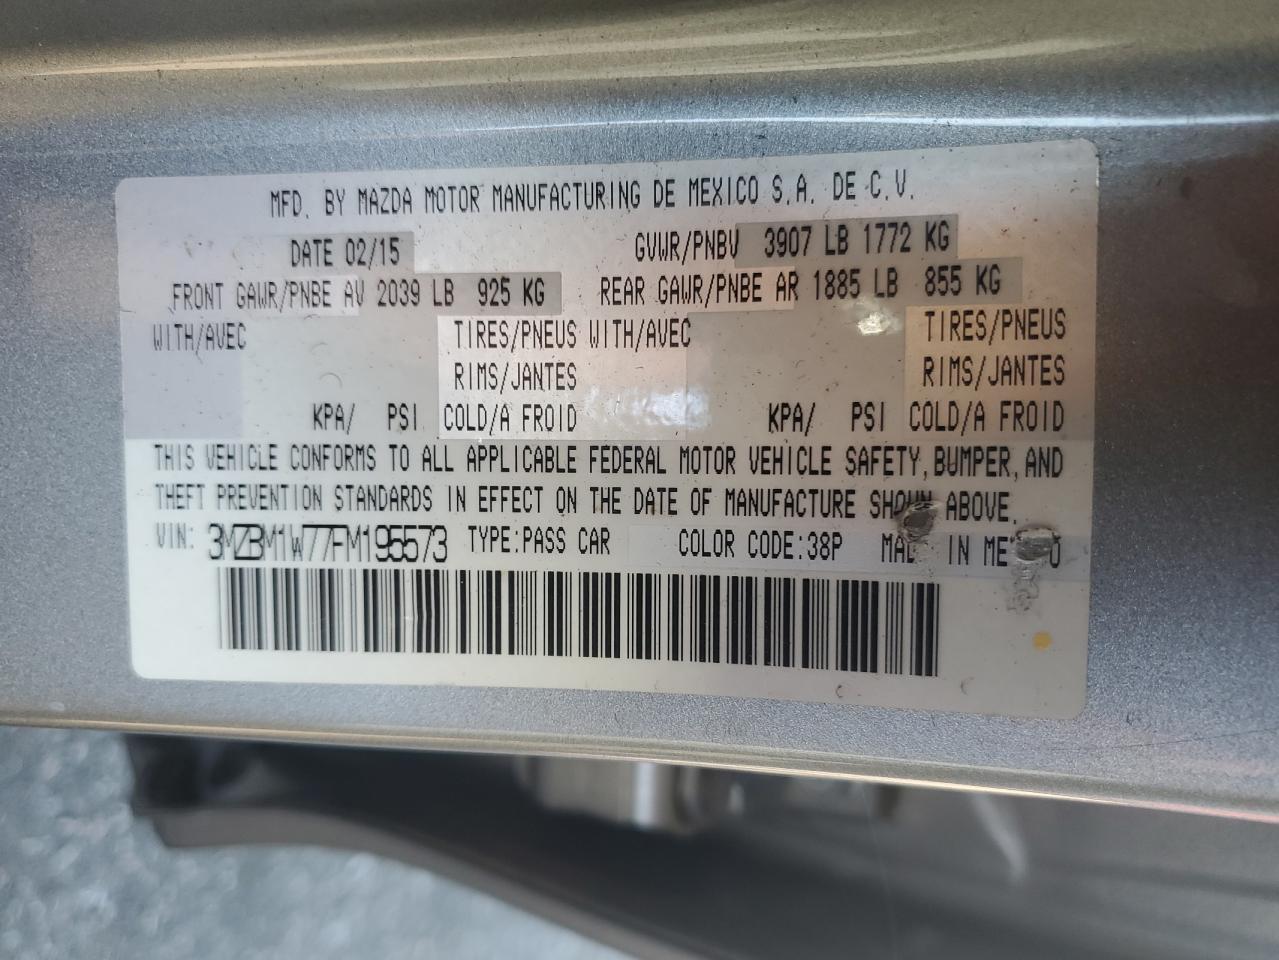 MFD. BY MAZDA MOTOR MANUFACTURING DE MEXICO S.A. DE C.V.
DATE 02/15 GVWR/PNBV 3907 LB 1772 KG
FRONT GAWR/PNBE AV 2039 LB 925 KG REAR GAWR/PNBE AR 1885 LB 855 KG
WITH/AVEC TIRES/PNEUS WITH/AVEC TIRES/PNEUS
RIMS/JANTES RIMS/JANTES
KPA/ PSI COLD/A FROID KPA/ PSI COLD/A FROID
THIS VEHICLE CONFORMS TO ALL APPLICABLE FEDERAL MOTOR VEHICLE SAFETY, BUMPER, AND
THEFT PREVENTION STANDARDS IN EFFECT ON THE DATE OF MANUFACTURE SHOWN ABOVE.
VIN: 3MZBM1W77FM195573 TYPE:PASS CAR COLOR CODE:38P MADE IN MEXICO